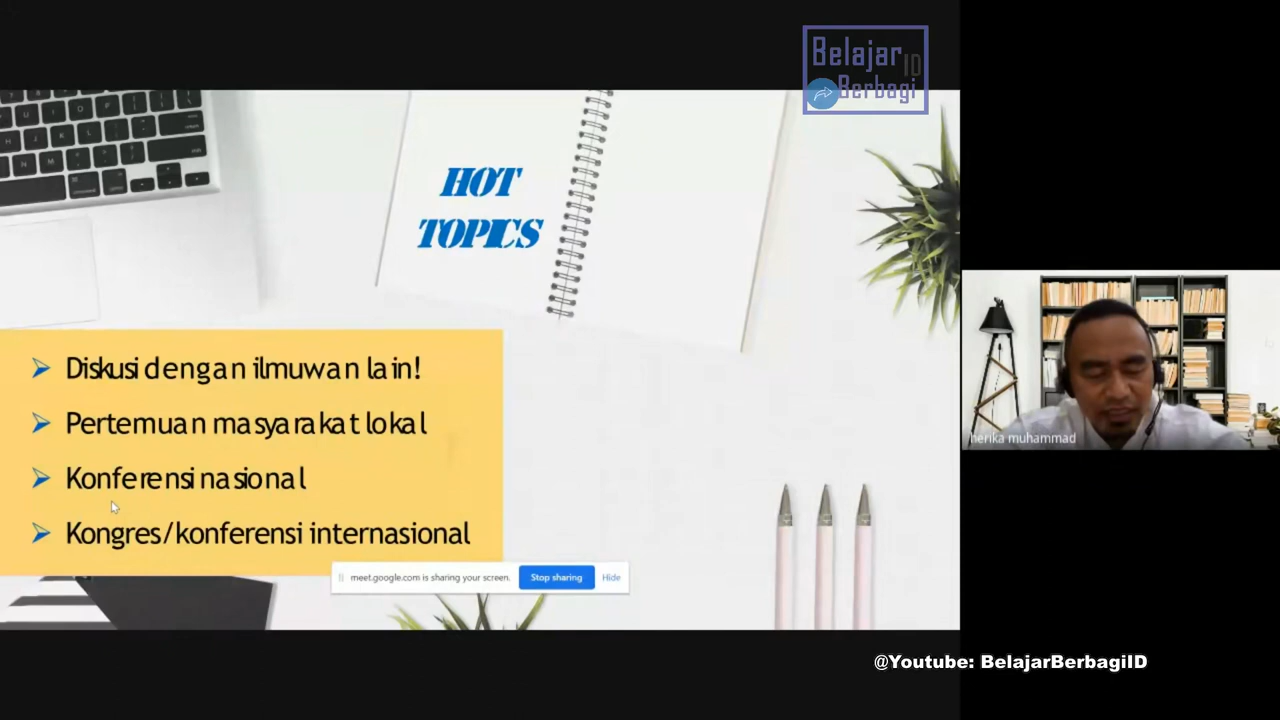 Belajar
ID
Berbagi
HOT
TOPICS
Diskusi dengan ilmuwan lain!
Pertemuan masyarakat lokal
Konferensi nasional
Kongres/konferensi internasional
meet.google.com is sharing your screen.
Stop sharing
Hide
herika muhammad
@Youtube: BelajarBerbagiID